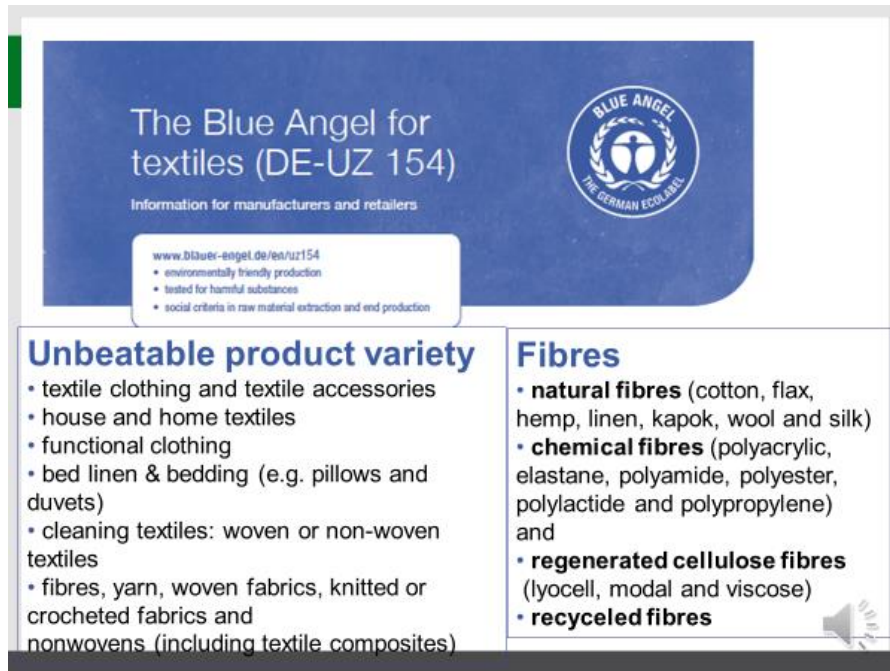 The Blue Angel for
textiles (DE-UZ 154)
Information for manufacturers and retailers
BLUE ANGEL
THE GERMAN ECOLABEL
www.blauer-engel.de/en/uz154
• environmentally friendly production
• tested for harmful substances
• social criteria in raw material extraction and end production
Unbeatable product variety
• textile clothing and textile accessories
• house and home textiles
• functional clothing
• bed linen & bedding (e.g. pillows and
duvets)
• cleaning textiles: woven or non-woven
textiles
• fibres, yarn, woven fabrics, knitted or
crocheted fabrics and
nonwovens (including textile composites)
Fibres
• natural fibres (cotton, flax,
hemp, linen, kapok, wool and silk)
• chemical fibres (polyacrylic,
elastane, polyamide, polyester,
polylactide and polypropylene)
and
• regenerated cellulose fibres
(lyocell, modal and viscose)
• recyceled fibres